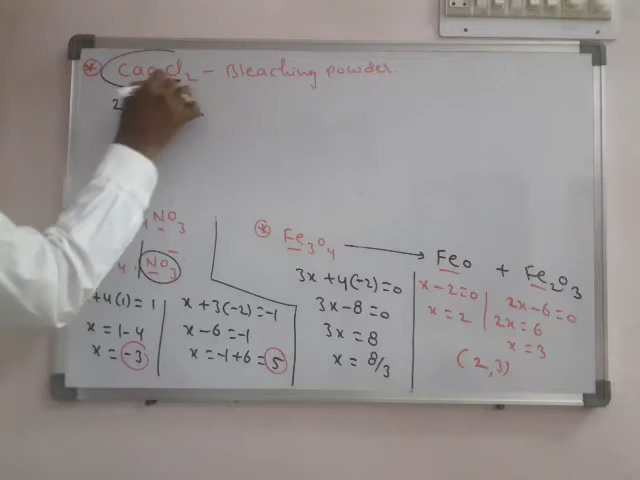 * CaOCl2 - Bleaching powder.
2
NO3
4, NO3-
+4(1)=1
x=1-4
x=-3
x+3(-2)=-1
x-6=-1
x=-1+6=5
* Fe3O4 → FeO + Fe2O3
3x+4(-2)=0
3x-8=0
3x=8
x=8/3
x-2=0
x=2
2x-6=0
2x=6
x=3
(2,3)